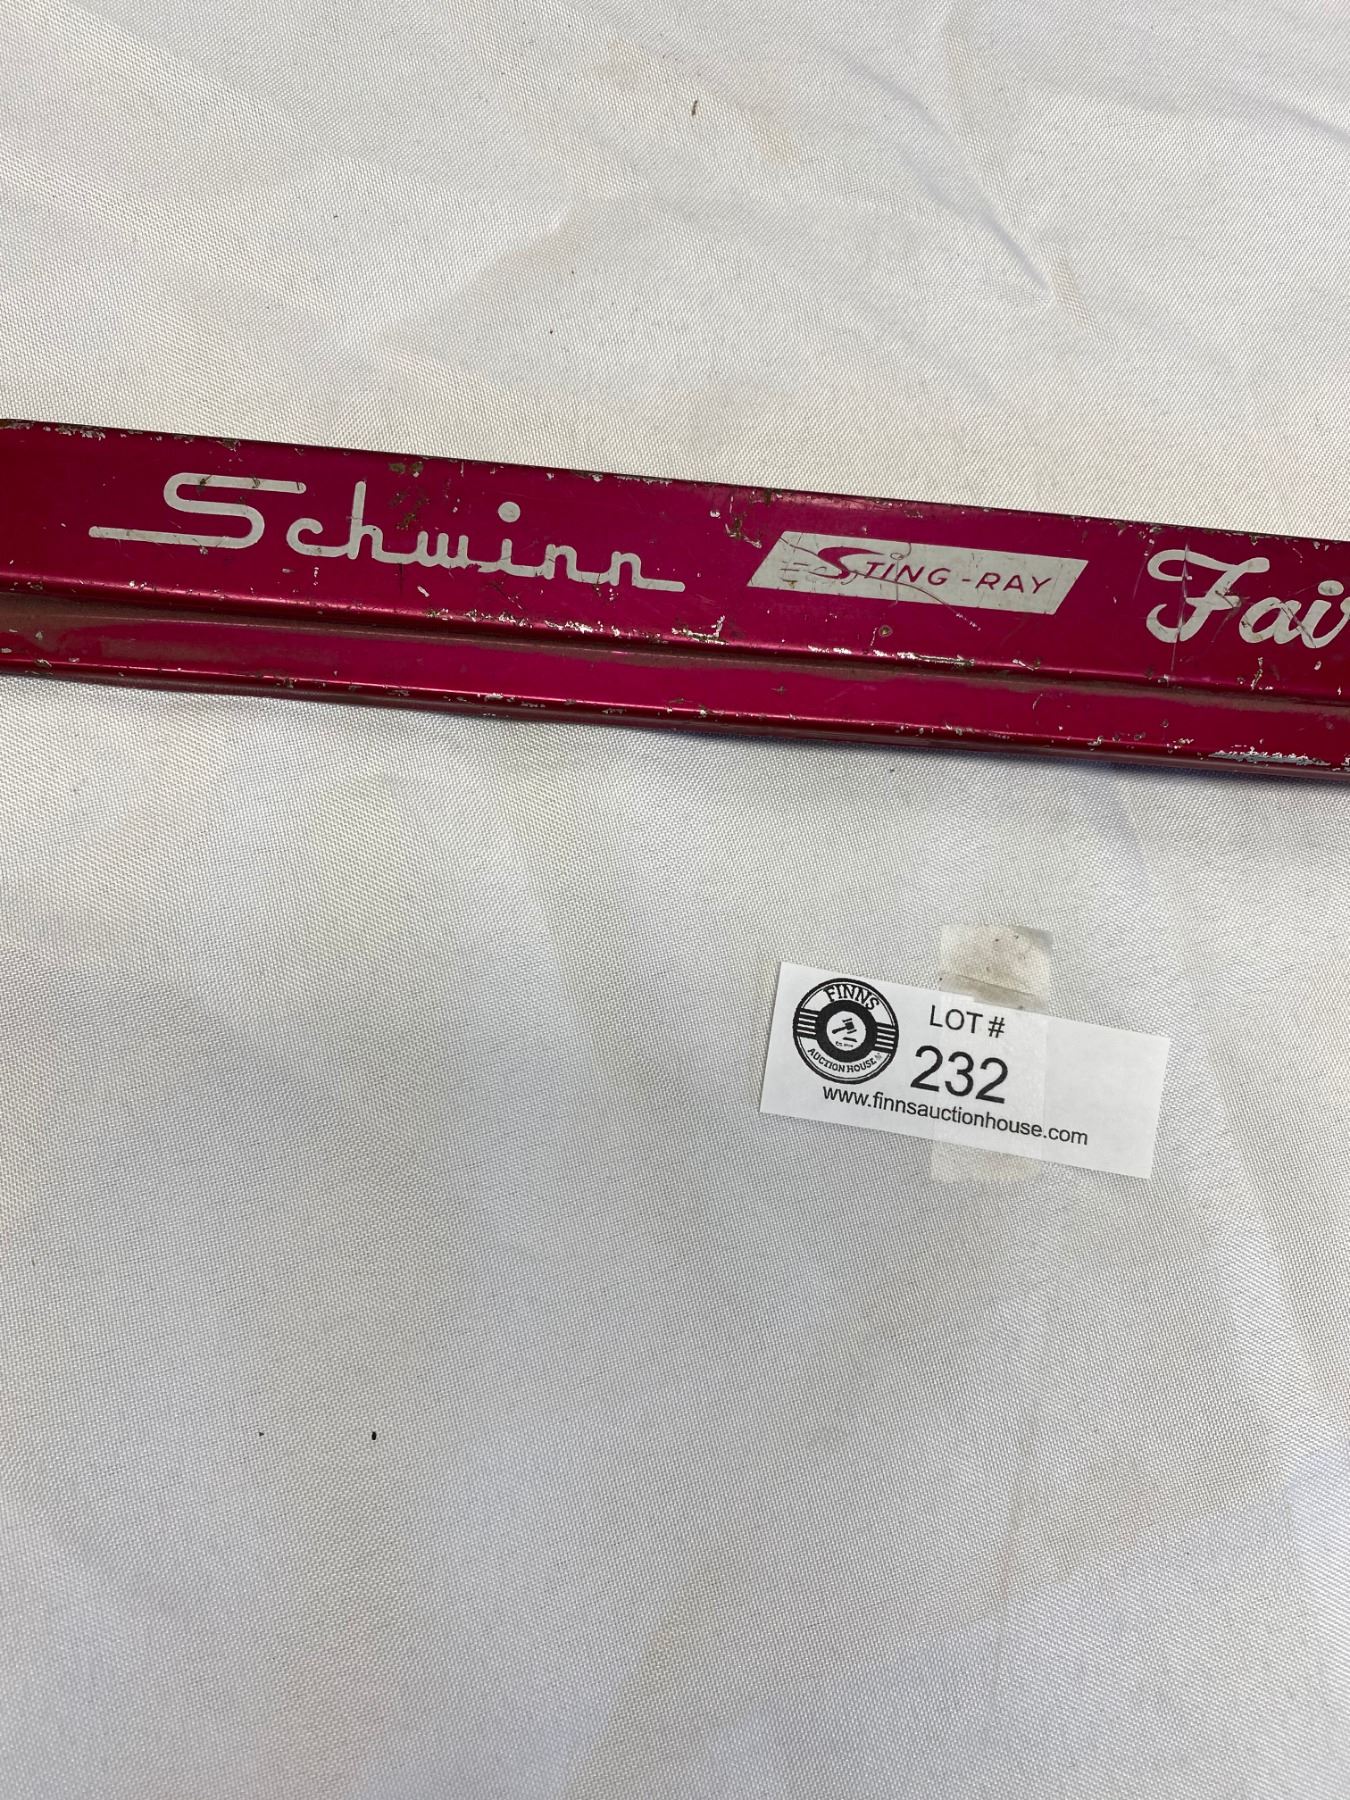 Schwinn STING-RAY Fai
FINNS
AUCTION HOUSE
LOT #
232
www.finnsauctionhouse.com